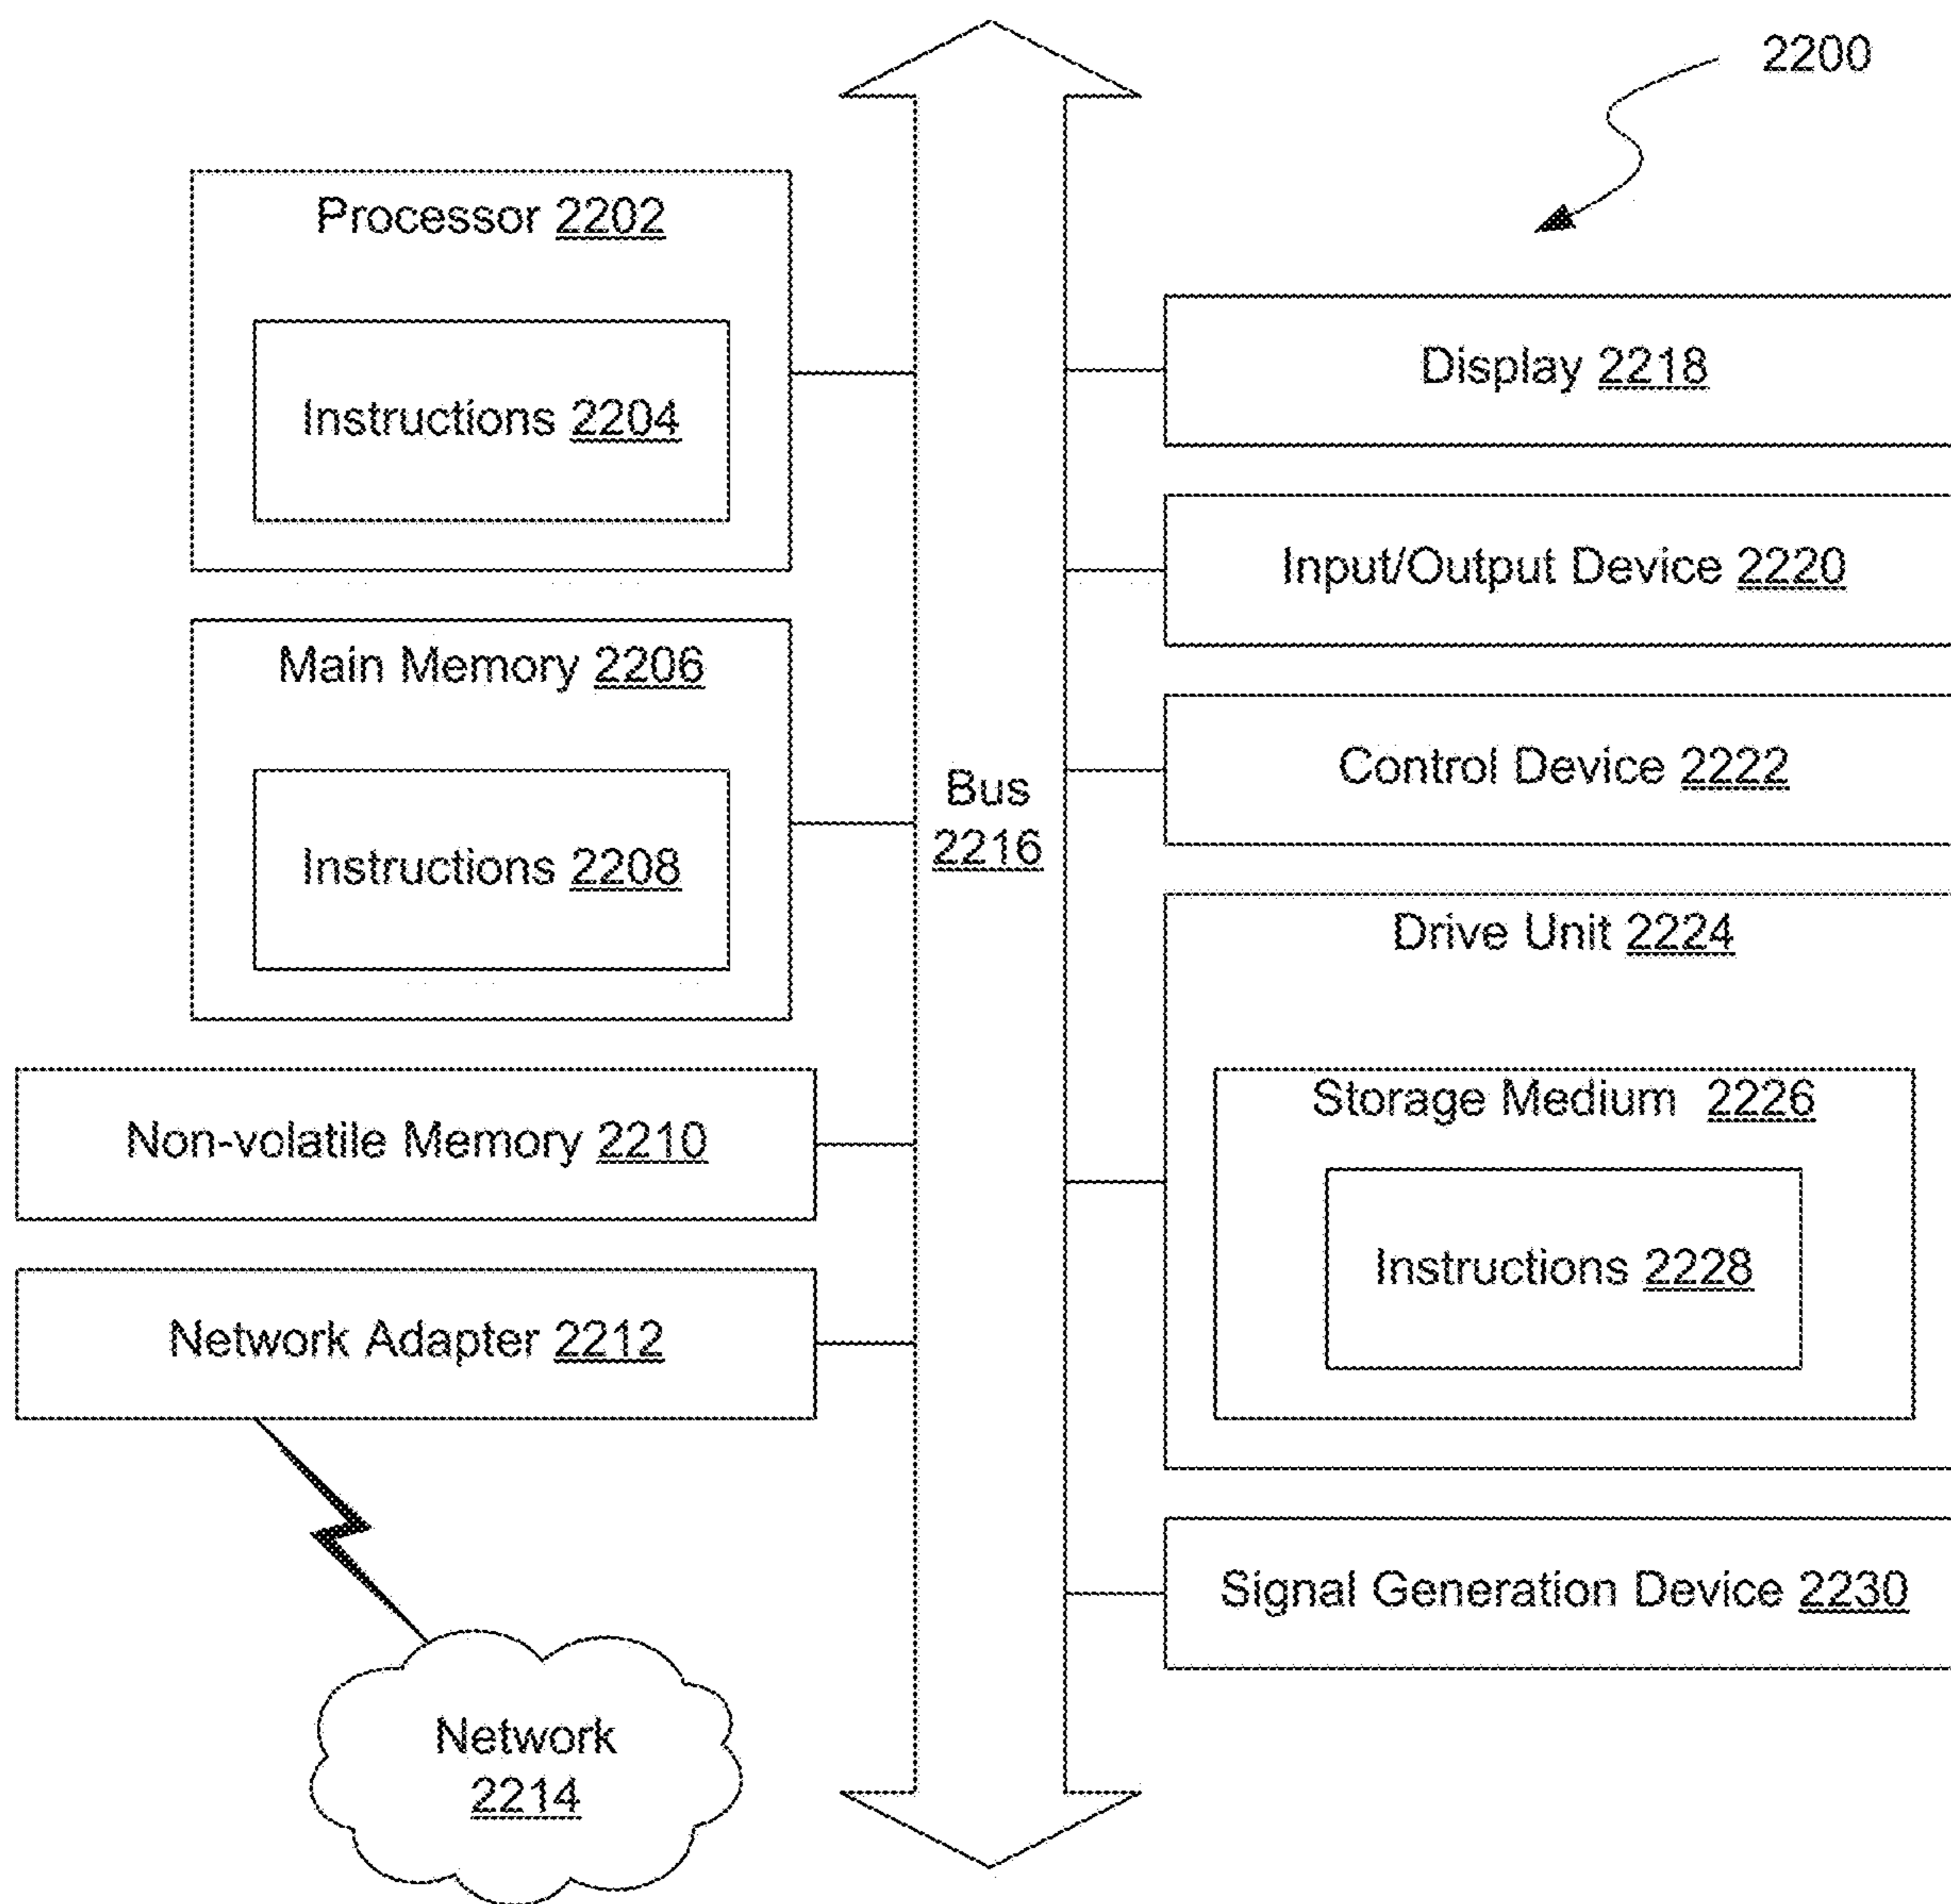 2200
Processor 2202
Instructions 2204
Main Memory 2206
Instructions 2208
Non-volatile Memory 2210
Network Adapter 2212
Network
2214
Bus
2216
Display 2218
Input/Output Device 2220
Control Device 2222
Drive Unit 2224
Storage Medium 2226
Instructions 2228
Signal Generation Device 2230